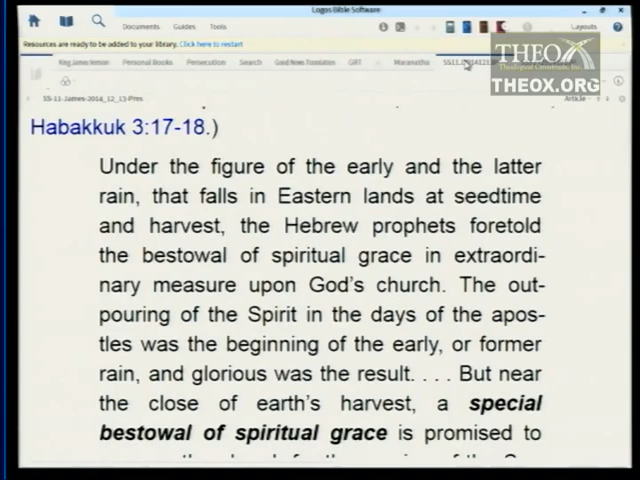 Logos Bible Software
Documents Guides Tools
Layouts
Resources are ready to be added to your library. Click here to restart
King James Version Personal Books Persecution Search Good News Translation GRT Maranatha
SS-11-James-2014_12_13-Pres
Article
THEOX
THEOX.ORG
Habakkuk 3:17-18.)
Under the figure of the early and the latter
rain, that falls in Eastern lands at seedtime
and harvest, the Hebrew prophets foretold
the bestowal of spiritual grace in extraordi-
nary measure upon God's church. The out-
pouring of the Spirit in the days of the apos-
tles was the beginning of the early, or former
rain, and glorious was the result. . . . But near
the close of earth's harvest, a special
bestowal of spiritual grace is promised to